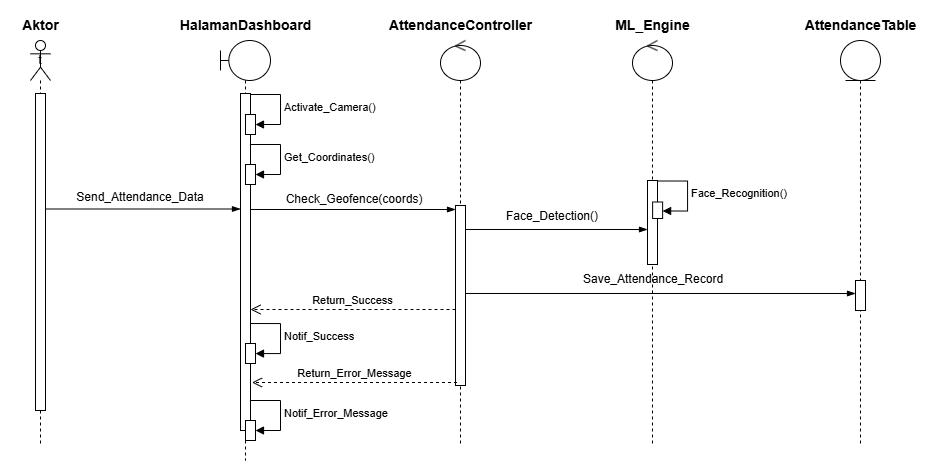 Aktor
HalamanDashboard
AttendanceController
ML_Engine
AttendanceTable
Activate_Camera()
Get_Coordinates()
Send_Attendance_Data
Check_Geofence(coords)
Face_Recognition()
Face_Detection()
Save_Attendance_Record
Return_Success
Notif_Success
Return_Error_Message
Notif_Error_Message